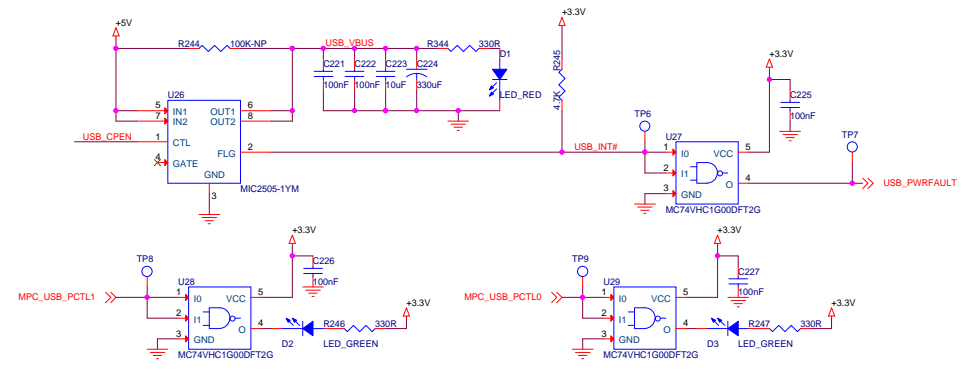 +5V
R244 100K-NP
USB_VBUS
R344 330R
+3.3V
C221
100nF
C222
100nF
C223
10uF
C224
330uF
D1
LED_RED
R245
4.7K
U26
5 IN1
7 IN2
OUT1 6
OUT2 8
USB_CPEN
1 CTL
FLG 2
4 GATE
GND
3
MIC2505-1YM
USB_INT#
TP6
U27
1 I0
2 I1
3 GND
VCC 5
O 4
MC74VHC1G00DFT2G
+3.3V
C225
100nF
TP7
USB_PWRFAULT
TP8
MPC_USB_PCTL1
U28
1 I0
2 I1
3 GND
VCC 5
O 4
MC74VHC1G00DFT2G
+3.3V
C226
100nF
D2
LED_GREEN
R246 330R
+3.3V
TP9
MPC_USB_PCTL0
U29
1 I0
2 I1
3 GND
VCC 5
O 4
MC74VHC1G00DFT2G
+3.3V
C227
100nF
D3
LED_GREEN
R247 330R
+3.3V